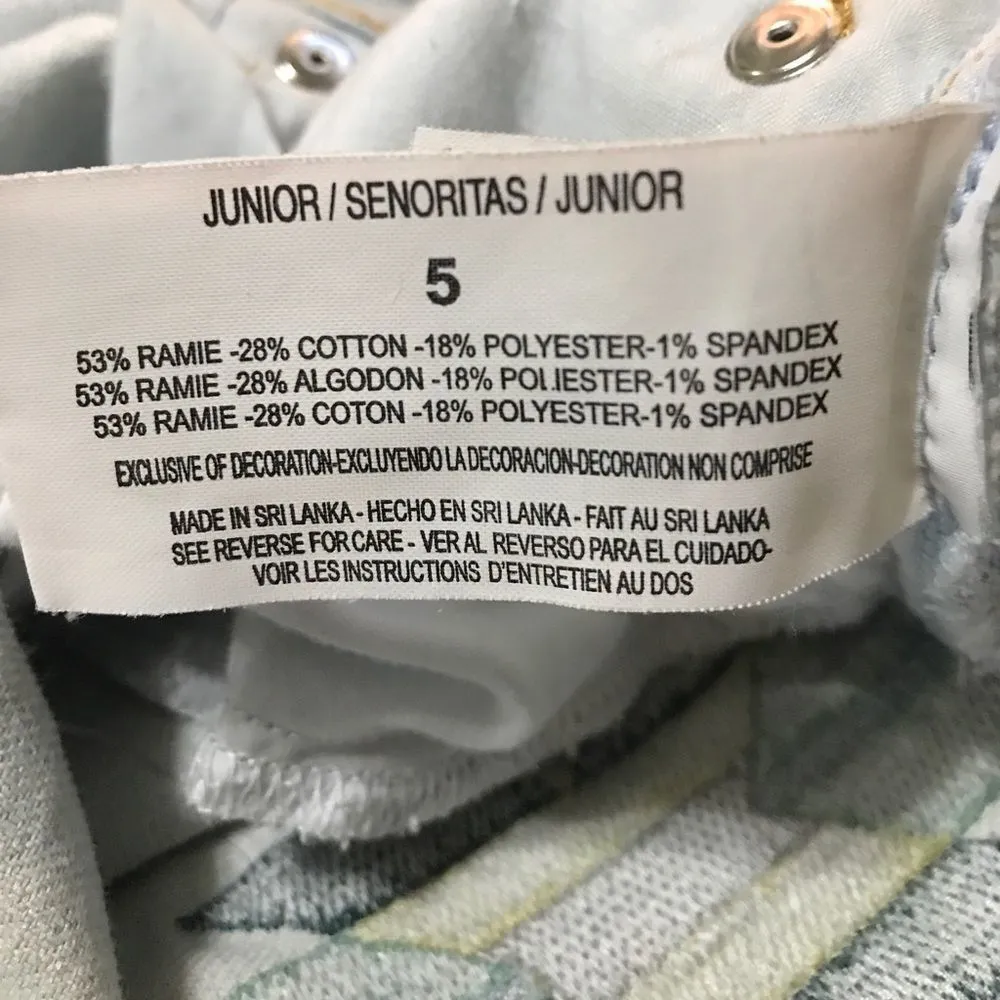 JUNIOR / SENORITAS / JUNIOR
5
53% RAMIE -28% COTTON -18% POLYESTER-1% SPANDEX
53% RAMIE -28% ALGODON -18% POLIESTER-1% SPANDEX
53% RAMIE -28% COTON -18% POLYESTER-1% SPANDEX
EXCLUSIVE OF DECORATION-EXCLUYENDO LA DECORACION-DECORATION NON COMPRISE
MADE IN SRI LANKA - HECHO EN SRI LANKA - FAIT AU SRI LANKA
SEE REVERSE FOR CARE - VER AL REVERSO PARA EL CUIDADO-
VOIR LES INSTRUCTIONS D'ENTRETIEN AU DOS